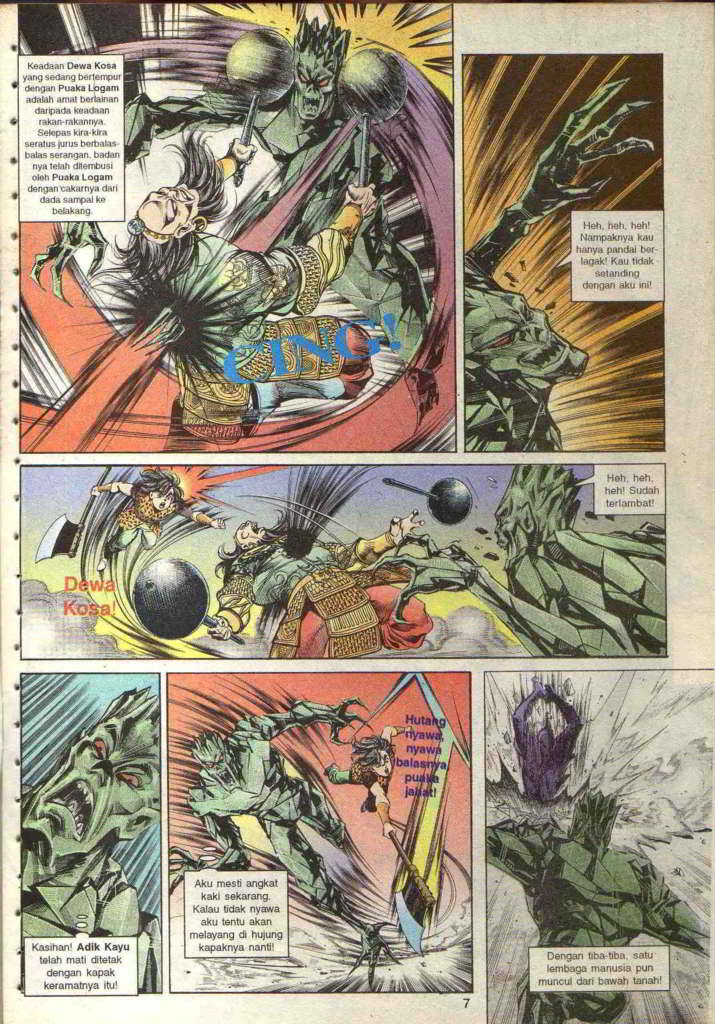 Keadaan Dewa Kosa
yang sedang bertempur
dengan Puaka Logam
adalah amat berlainan
daripada keadaan
rakan-rakannya.
Selepas kira-kira
seratus jurus berbalas-
balas serangan, badan
nya telah ditembusi
oleh Puaka Logam
dengan cakarnya dari
dada sampai ke
belakang.
CING!
Heh, heh, heh!
Nampaknya kau
hanya pandai ber-
lagak! Kau tidak
setanding
dengan aku ini!
Dewa
Kosa!
Heh, heh,
heh! Sudah
terlambat!
Kasihan! Adik Kayu
telah mati ditetak
dengan kapak
keramatnya itu!
Hutang
nyawa,
nyawa
balasnya,
puaka
jahat!
Aku mesti angkat
kaki sekarang.
Kalau tidak nyawa
aku tentu akan
melayang di hujung
kapaknya nanti!
Dengan tiba-tiba, satu
lembaga manusia pun
muncul dari bawah tanah!
7